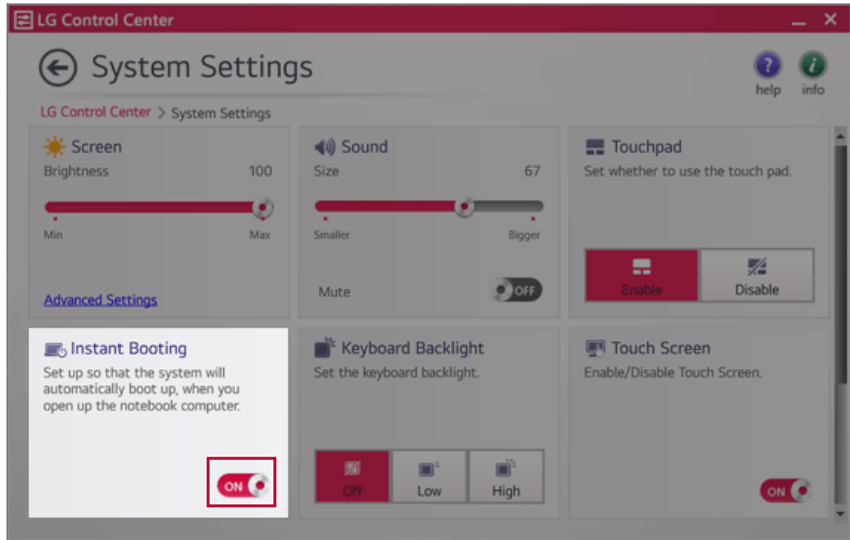 LG Control Center
System Settings
help
info
LG Control Center > System Settings
Screen
Brightness 100
Min Max
Advanced Settings
Sound
Size 67
Smaller Bigger
Mute OFF
Touchpad
Set whether to use the touch pad.
Enable Disable
Instant Booting
Set up so that the system will
automatically boot up, when you
open up the notebook computer.
ON
Keyboard Backlight
Set the keyboard backlight.
Off Low High
Touch Screen
Enable/Disable Touch Screen.
ON